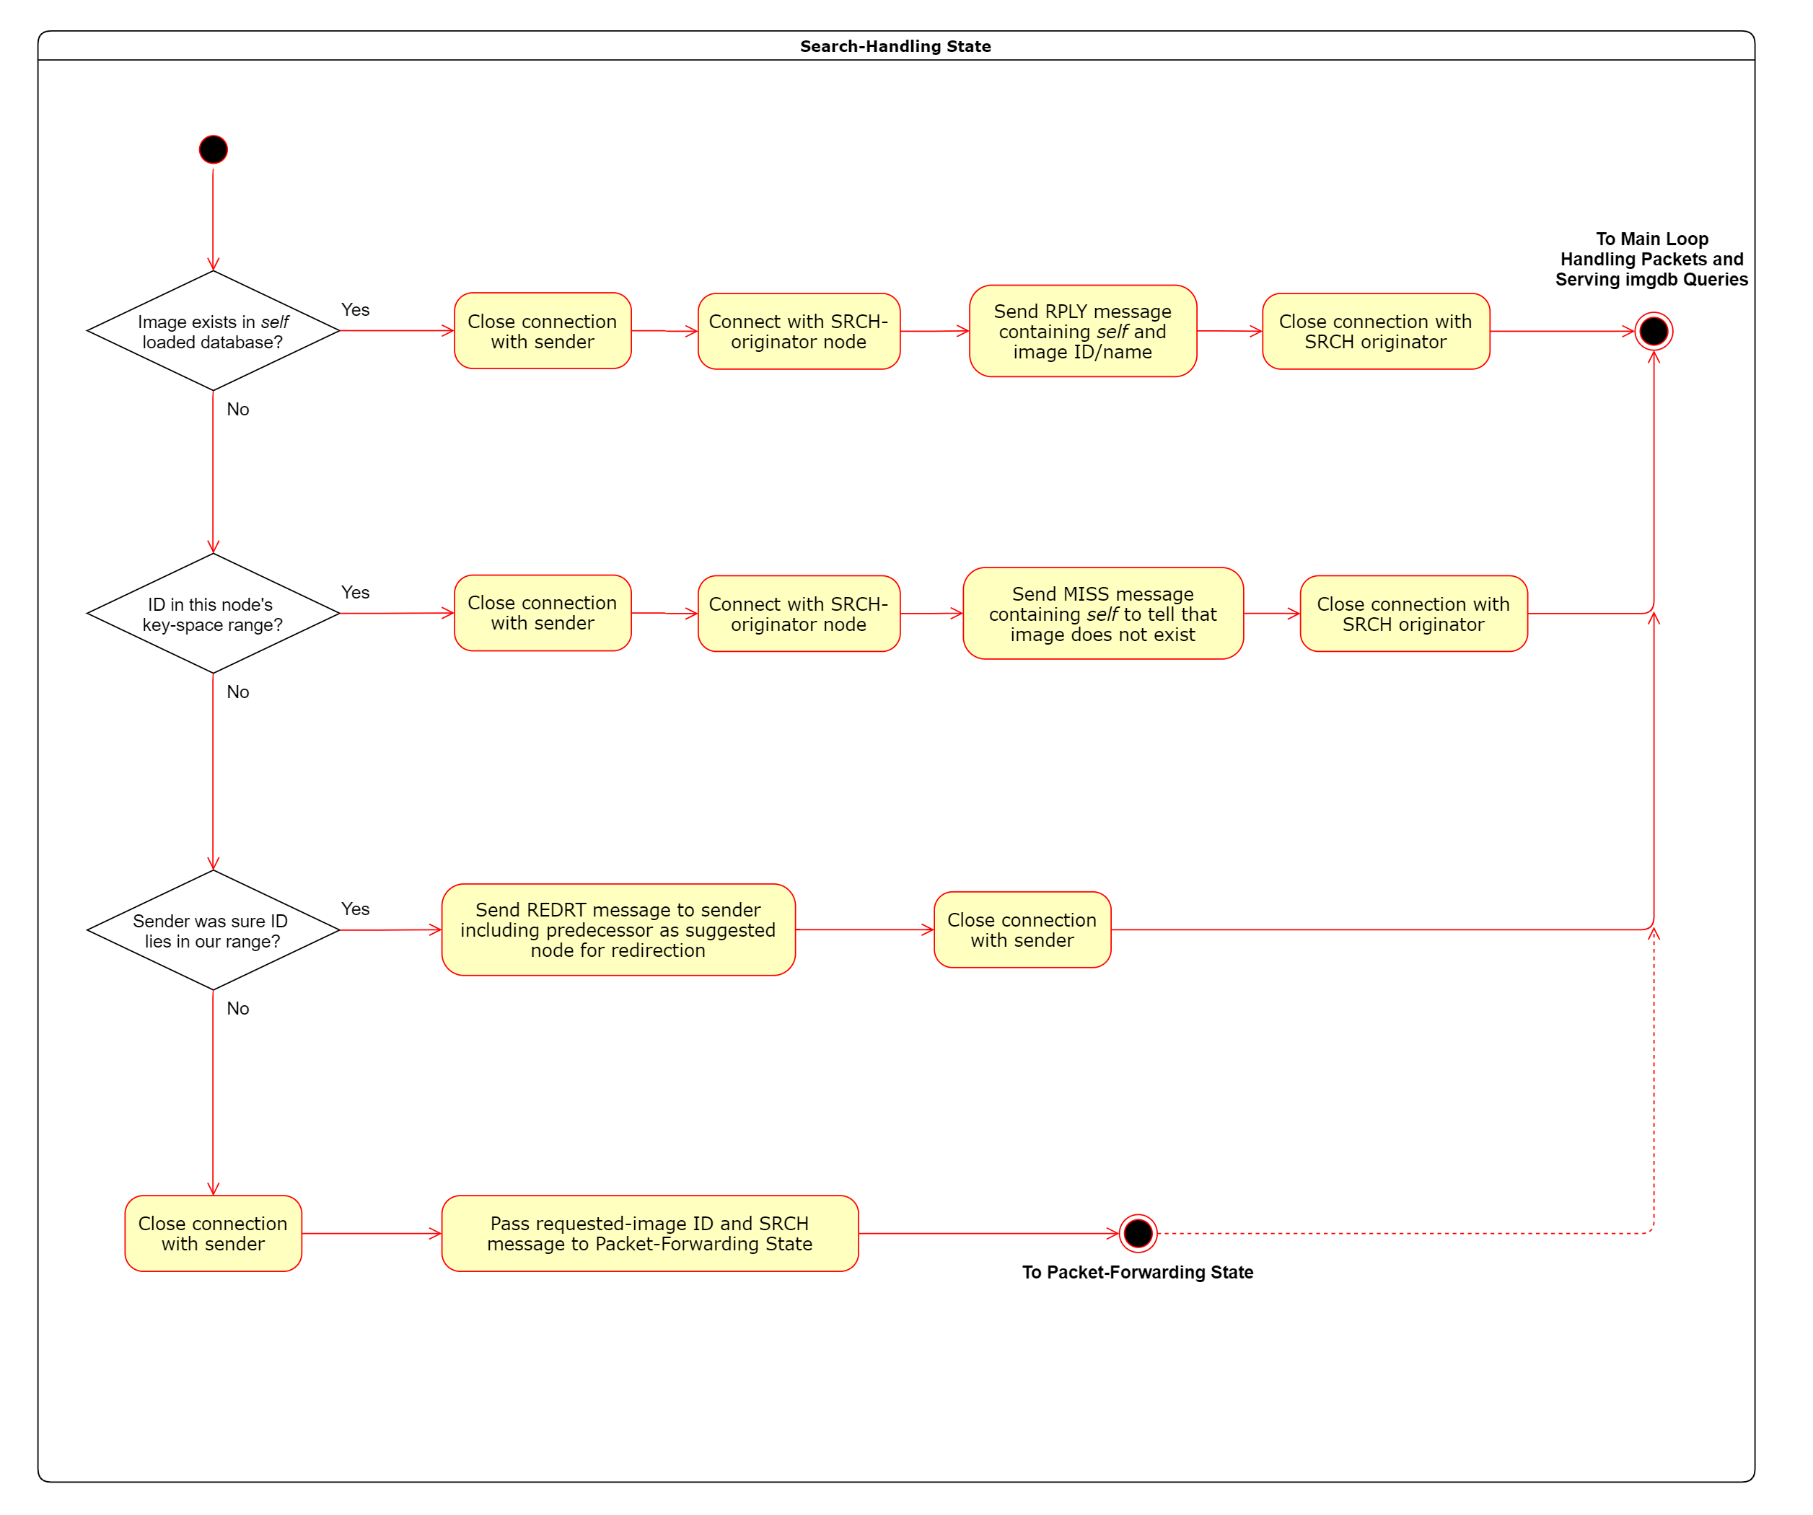 Search-Handling State
To Main Loop
Handling Packets and
Serving imgdb Queries
Image exists in self
loaded database?
Yes
Close connection
with sender
Connect with SRCH-
originator node
Send RPLY message
containing self and
image ID/name
Close connection with
SRCH originator
No
ID in this node's
key-space range?
Yes
Close connection
with sender
Connect with SRCH-
originator node
Send MISS message
containing self to tell that
image does not exist
Close connection with
SRCH originator
No
Sender was sure ID
lies in our range?
Yes
Send REDRT message to sender
including predecessor as suggested
node for redirection
Close connection
with sender
No
Close connection
with sender
Pass requested-image ID and SRCH
message to Packet-Forwarding State
To Packet-Forwarding State